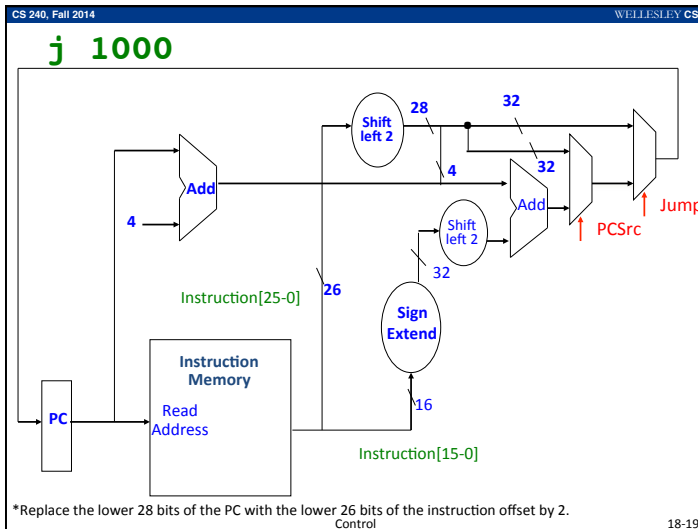 CS 240, Fall 2014
WELLESLEY CS
j 1000
28
32
Shift
left 2
32
4
Add
Add
Jump
4
Shift
left 2
PCSrc
32
26
Instruction[25-0]
Sign
Extend
Instruction
Memory
PC
Read
Address
16
Instruction[15-0]
*Replace the lower 28 bits of the PC with the lower 26 bits of the instruction offset by 2.
Control
18-19